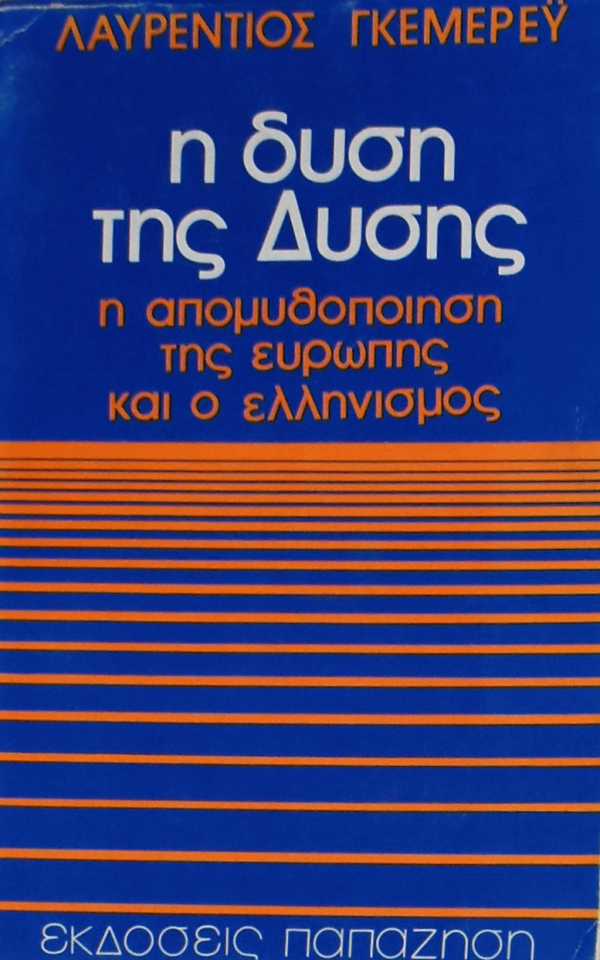 ΛΑΥΡΕΝΤΙΟΣ ΓΚΕΜΕΡΕΫ
η δυση
της Δυσης
η απομυθοποιηση
της ευρωπης
και ο ελληνισμος
εκΔοσεις παπαζηση